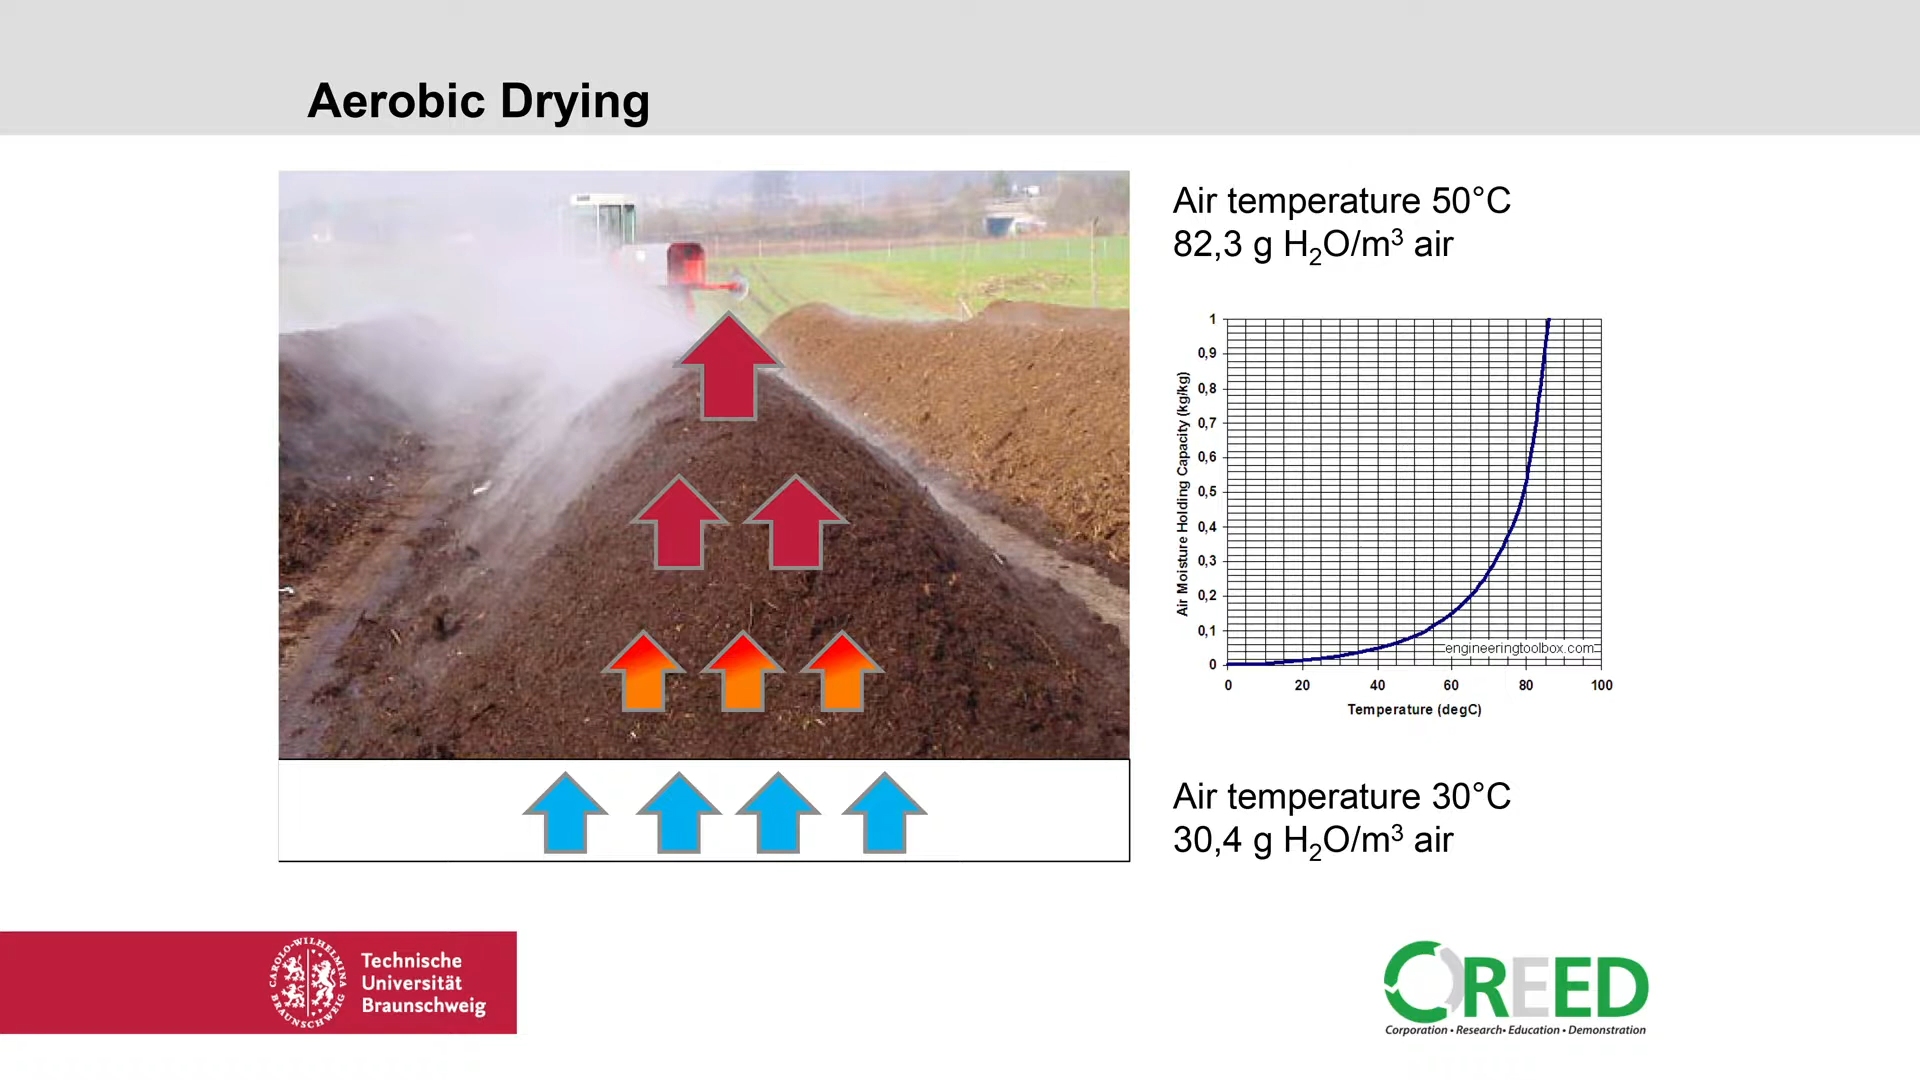 Aerobic Drying
Air temperature 50°C
82,3 g H₂O/m³ air
Air Moisture Holding Capacity (kg/kg)
1
0,9
0,8
0,7
0,6
0,5
0,4
0,3
0,2
0,1
0
engineeringtoolbox.com
0 20 40 60 80 100
Temperature (degC)
Air temperature 30°C
30,4 g H₂O/m³ air
CAROLO-WILHELMINA
BRAUNSCHWEIG
Technische
Universität
Braunschweig
CREED
Corporation • Research• Education • Demonstration